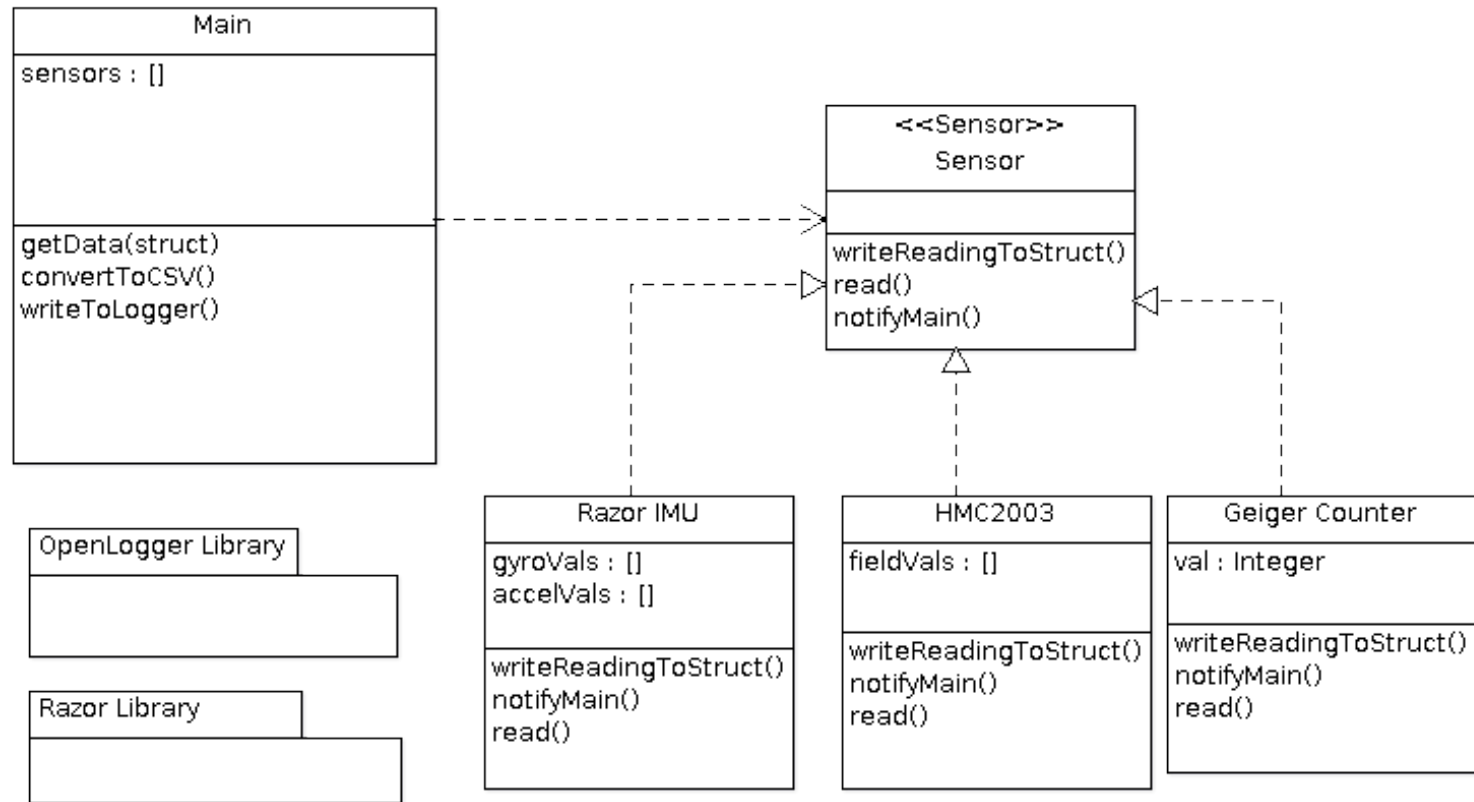 Main
sensors : []
getData(struct)
convertToCSV()
writeToLogger()
<<Sensor>>
Sensor
writeReadingToStruct()
read()
notifyMain()
OpenLogger Library
Razor Library
Razor IMU
gyroVals : []
accelVals : []
writeReadingToStruct()
notifyMain()
read()
HMC2003
fieldVals : []
writeReadingToStruct()
notifyMain()
read()
Geiger Counter
val : Integer
writeReadingToStruct()
notifyMain()
read()